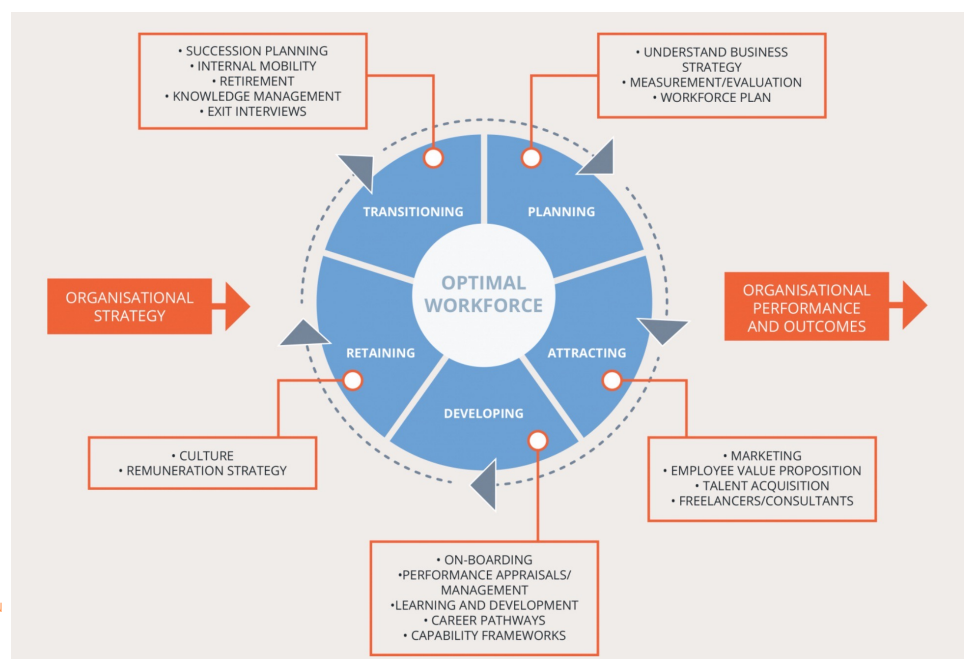 • SUCCESSION PLANNING
• INTERNAL MOBILITY
• RETIREMENT
• KNOWLEDGE MANAGEMENT
• EXIT INTERVIEWS
• UNDERSTAND BUSINESS
STRATEGY
• MEASUREMENT/EVALUATION
• WORKFORCE PLAN
TRANSITIONING
PLANNING
OPTIMAL
WORKFORCE
ORGANISATIONAL
STRATEGY
ORGANISATIONAL
PERFORMANCE
AND OUTCOMES
RETAINING
ATTRACTING
DEVELOPING
• CULTURE
• REMUNERATION STRATEGY
• MARKETING
• EMPLOYEE VALUE PROPOSITION
• TALENT ACQUISITION
• FREELANCERS/CONSULTANTS
• ON-BOARDING
•PERFORMANCE APPRAISALS/
MANAGEMENT
•LEARNING AND DEVELOPMENT
• CAREER PATHWAYS
• CAPABILITY FRAMEWORKS